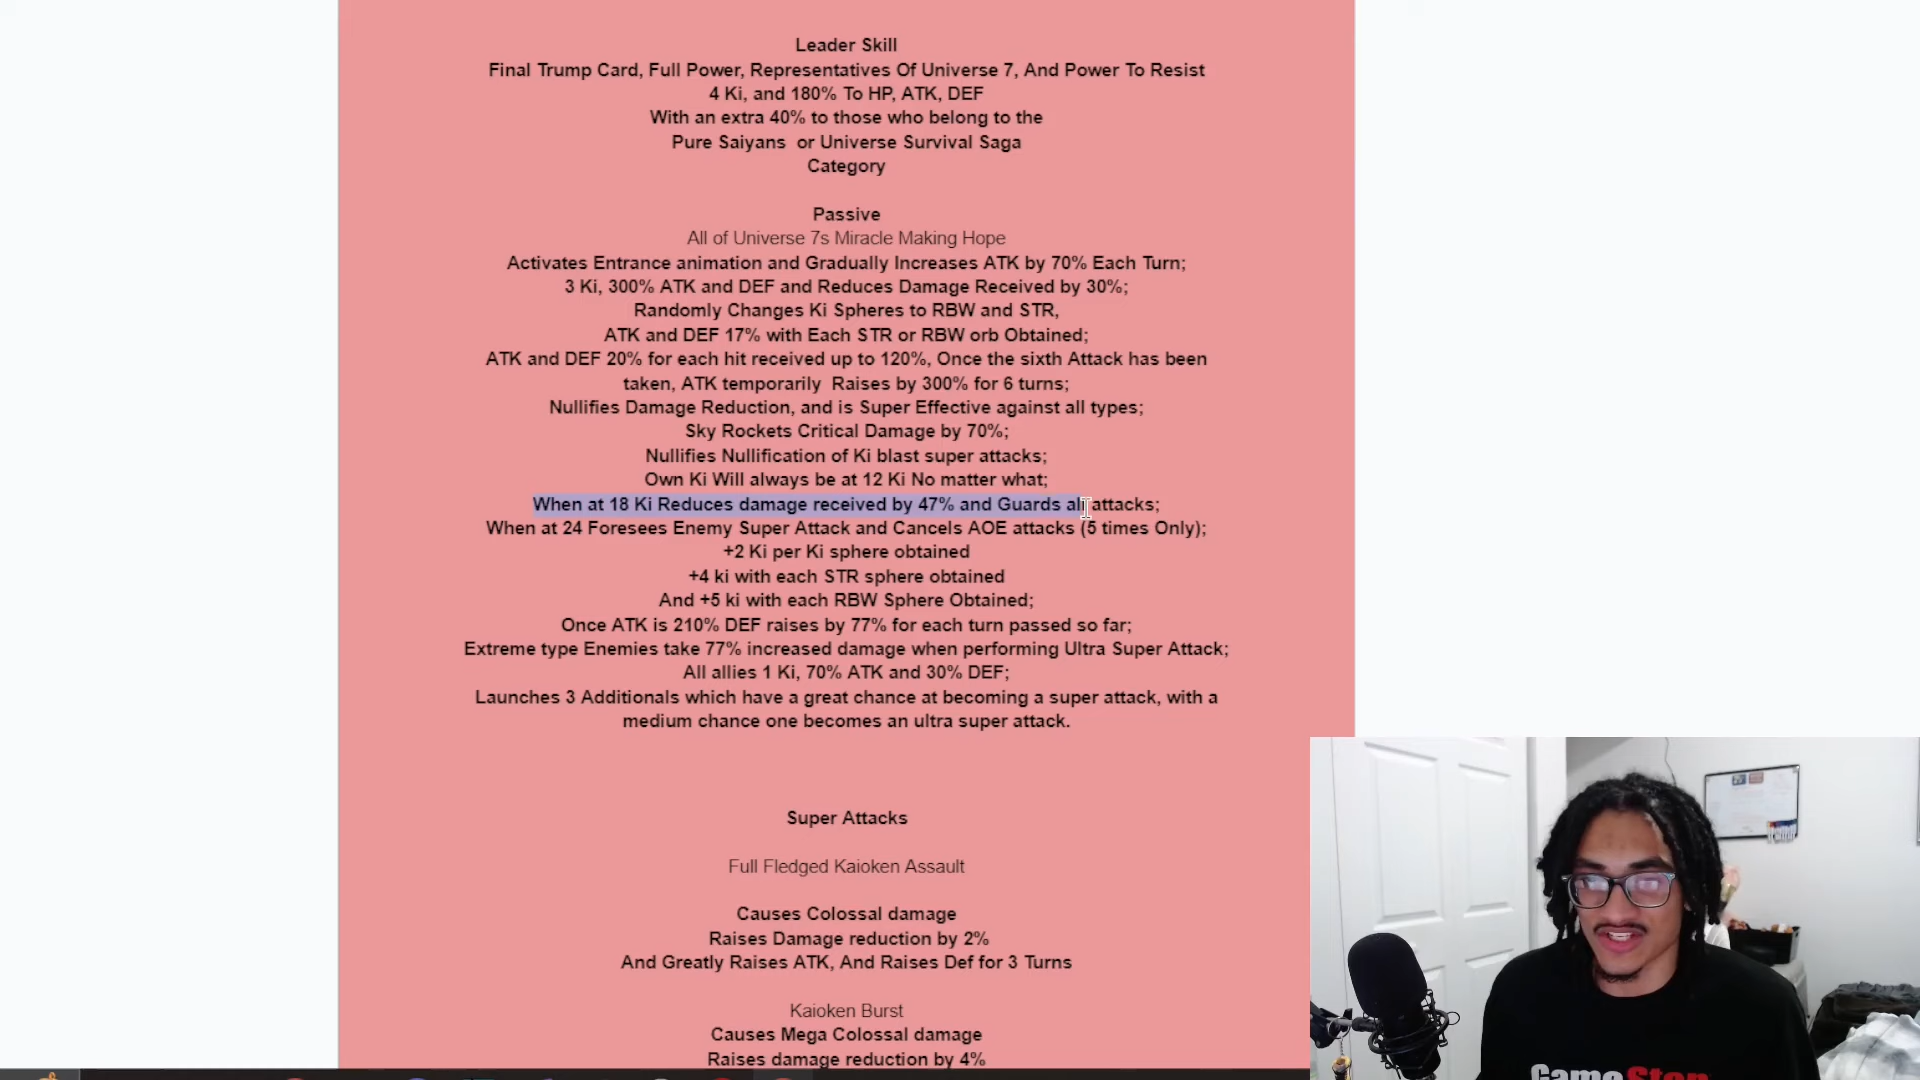 Leader Skill
Final Trump Card, Full Power, Representatives Of Universe 7, And Power To Resist
4 Ki, and 180% To HP, ATK, DEF
With an extra 40% to those who belong to the
Pure Saiyans or Universe Survival Saga
Category
Passive
All of Universe 7s Miracle Making Hope
Activates Entrance animation and Gradually Increases ATK by 70% Each Turn;
3 Ki, 300% ATK and DEF and Reduces Damage Received by 30%;
Randomly Changes Ki Spheres to RBW and STR,
ATK and DEF 17% with Each STR or RBW orb Obtained;
ATK and DEF 20% for each hit received up to 120%, Once the sixth Attack has been
taken, ATK temporarily Raises by 300% for 6 turns;
Nullifies Damage Reduction, and is Super Effective against all types;
Sky Rockets Critical Damage by 70%;
Nullifies Nullification of Ki blast super attacks;
Own Ki Will always be at 12 Ki No matter what;
When at 18 Ki Reduces damage received by 47% and Guards all attacks;
When at 24 Foresees Enemy Super Attack and Cancels AOE attacks (5 times Only);
+2 Ki per Ki sphere obtained
+4 ki with each STR sphere obtained
And +5 ki with each RBW Sphere Obtained;
Once ATK is 210% DEF raises by 77% for each turn passed so far;
Extreme type Enemies take 77% increased damage when performing Ultra Super Attack;
All allies 1 Ki, 70% ATK and 30% DEF;
Launches 3 Additionals which have a great chance at becoming a super attack, with a
medium chance one becomes an ultra super attack.
Super Attacks
Full Fledged Kaioken Assault
Causes Colossal damage
Raises Damage reduction by 2%
And Greatly Raises ATK, And Raises Def for 3 Turns
Kaioken Burst
Causes Mega Colossal damage
Raises damage reduction by 4%
GameStop